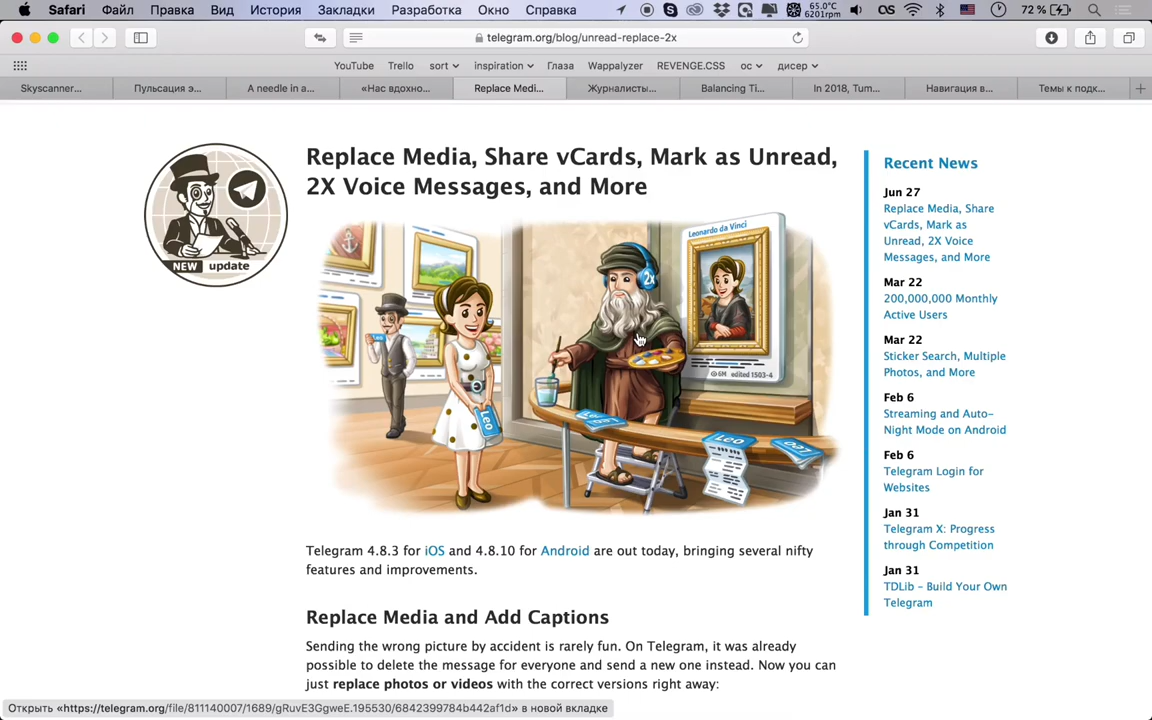 Safari Файл Правка Вид История Закладки Разработка Окно Справка 65.0°C 6201rpm 72 %
telegram.org/blog/unread-replace-2x
YouTube Trello sort inspiration Глаза Wappalyzer REVENGE.CSS ос дисер
Skyscanner... Пульсация э... A needle in a... «Нас вдохно... Replace Medi... Журналисты... Balancing Ti... In 2018, Tum... Навигация в... Темы к подк...
NEW update
Replace Media, Share vCards, Mark as Unread,
2X Voice Messages, and More
Leonardo da Vinci
2x
6M edited 1503-4
Leo
Leo
Leo
Leo
Telegram 4.8.3 for iOS and 4.8.10 for Android are out today, bringing several nifty
features and improvements.
Replace Media and Add Captions
Sending the wrong picture by accident is rarely fun. On Telegram, it was already
possible to delete the message for everyone and send a new one instead. Now you can
just replace photos or videos with the correct versions right away:
Recent News
Jun 27
Replace Media, Share
vCards, Mark as
Unread, 2X Voice
Messages, and More
Mar 22
200,000,000 Monthly
Active Users
Mar 22
Sticker Search, Multiple
Photos, and More
Feb 6
Streaming and Auto-
Night Mode on Android
Feb 6
Telegram Login for
Websites
Jan 31
Telegram X: Progress
through Competition
Jan 31
TDLib – Build Your Own
Telegram
Открыть «https://telegram.org/file/811140007/1689/gRuvE3GgweE.195530/6842399784b442af1d» в новой вкладке